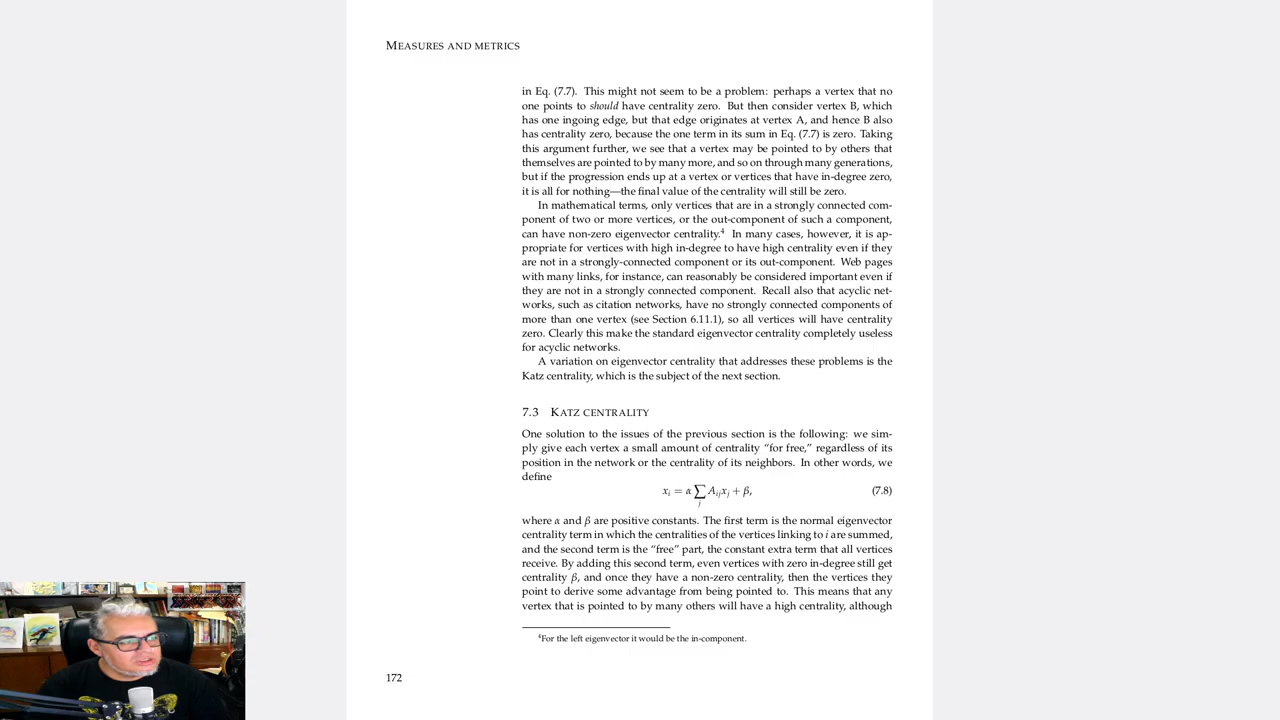 MEASURES AND METRICS
in Eq. (7.7). This might not seem to be a problem: perhaps a vertex that no
one points to should have centrality zero. But then consider vertex B, which
has one ingoing edge, but that edge originates at vertex A, and hence B also
has centrality zero, because the one term in its sum in Eq. (7.7) is zero. Taking
this argument further, we see that a vertex may be pointed to by others that
themselves are pointed to by many more, and so on through many generations,
but if the progression ends up at a vertex or vertices that have in-degree zero,
it is all for nothing—the final value of the centrality will still be zero.
In mathematical terms, only vertices that are in a strongly connected com-
ponent of two or more vertices, or the out-component of such a component,
can have non-zero eigenvector centrality.⁴ In many cases, however, it is ap-
propriate for vertices with high in-degree to have high centrality even if they
are not in a strongly-connected component or its out-component. Web pages
with many links, for instance, can reasonably be considered important even if
they are not in a strongly connected component. Recall also that acyclic net-
works, such as citation networks, have no strongly connected components of
more than one vertex (see Section 6.11.1), so all vertices will have centrality
zero. Clearly this make the standard eigenvector centrality completely useless
for acyclic networks.
A variation on eigenvector centrality that addresses these problems is the
Katz centrality, which is the subject of the next section.
7.3 KATZ CENTRALITY
One solution to the issues of the previous section is the following: we sim-
ply give each vertex a small amount of centrality “for free,” regardless of its
position in the network or the centrality of its neighbors. In other words, we
define
xᵢ = α ∑ⱼ Aᵢⱼxⱼ + β, (7.8)
where α and β are positive constants. The first term is the normal eigenvector
centrality term in which the centralities of the vertices linking to i are summed,
and the second term is the “free” part, the constant extra term that all vertices
receive. By adding this second term, even vertices with zero in-degree still get
centrality β, and once they have a non-zero centrality, then the vertices they
point to derive some advantage from being pointed to. This means that any
vertex that is pointed to by many others will have a high centrality, although
⁴For the left eigenvector it would be the in-component.
172